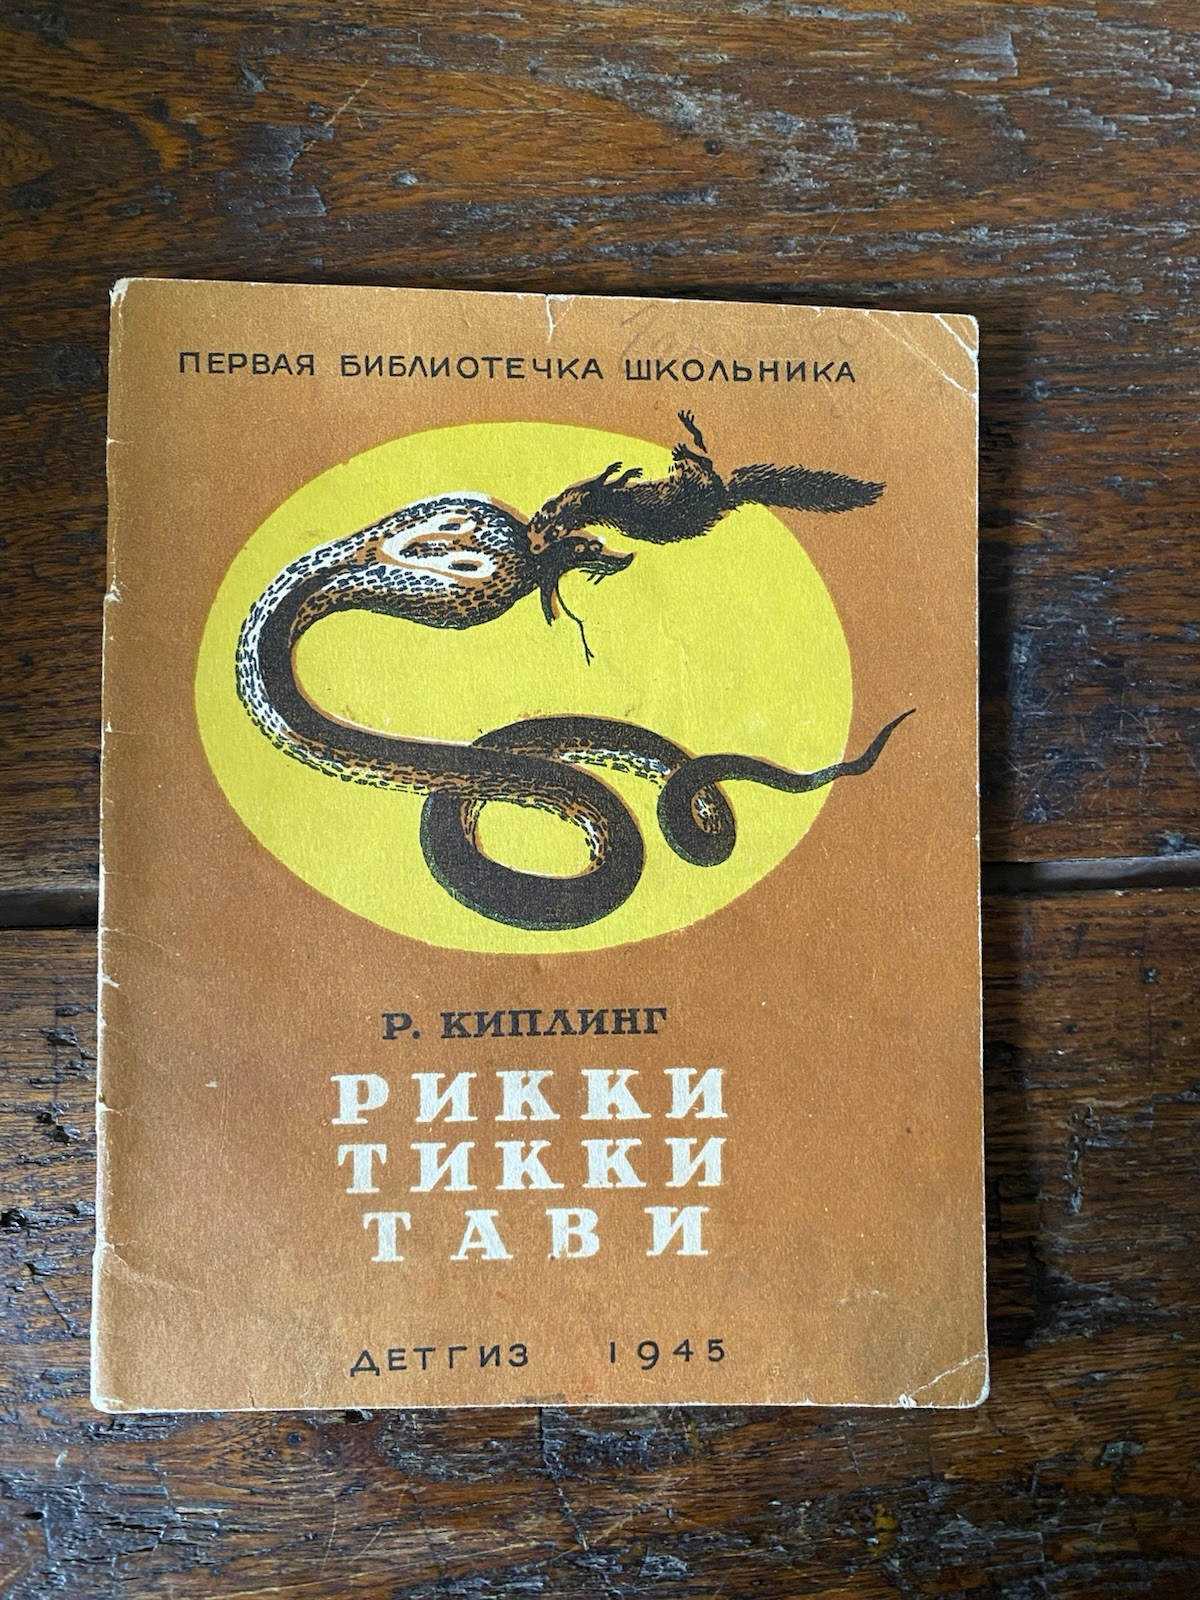 ПЕРВАЯ БИБЛИОТЕЧКА ШКОЛЬНИКА
Р. КИПЛИНГ
РИККИ
ТИККИ
ТАВИ
ДЕТГИЗ 1945